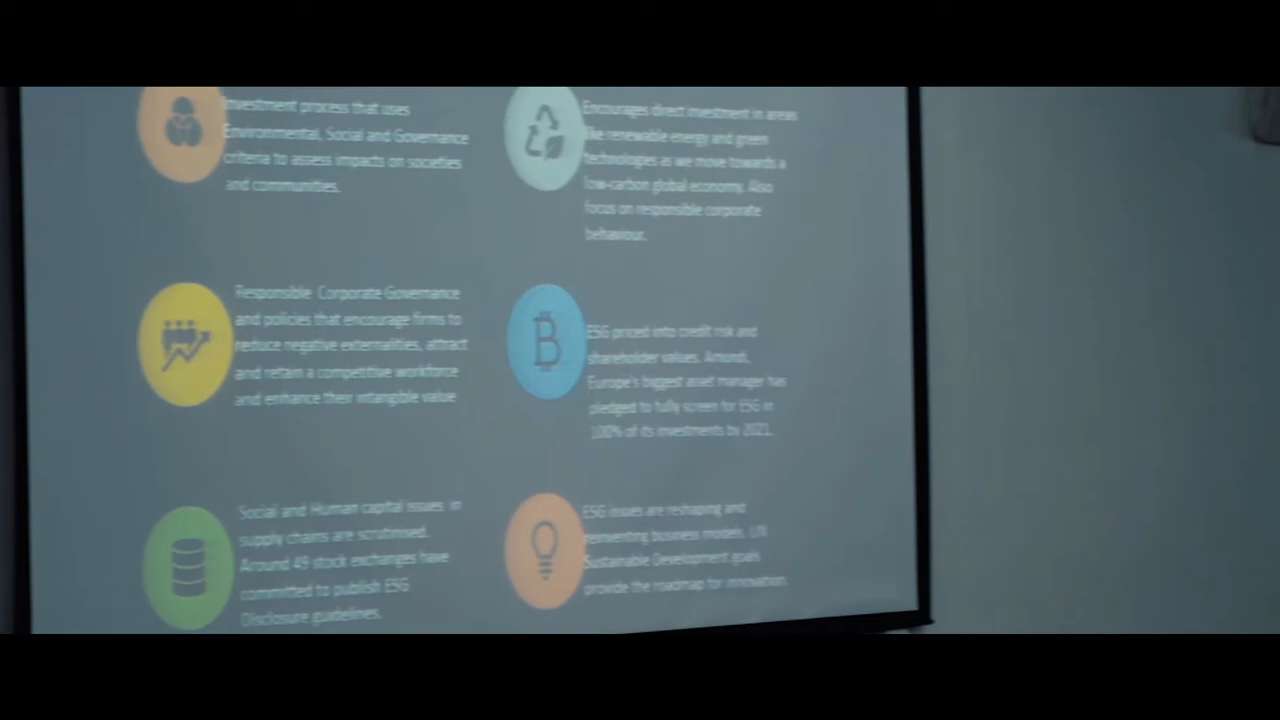 Investment process that uses
Environmental, Social and Governance
criteria to assess impacts on societies
and communities.
Encourages direct investment in areas
like renewable energy and green
technologies as we move towards a
low-carbon global economy. Also
focus on responsible corporate
behaviour.
Responsible Corporate Governance
and policies that encourage firms to
reduce negative externalities, attract
and retain a competitive workforce
and enhance their intangible value
ESG priced into credit risk and
shareholder values. Amundi,
Europe's biggest asset manager has
pledged to fully screen for ESG in
100% of its investments by 2021.
Social and Human capital issues in
supply chains are scrutinised.
Around 49 stock exchanges have
committed to publish ESG
Disclosure guidelines.
ESG issues are reshaping and
reinventing business models. UN
Sustainable Development goals
provide the roadmap for innovation.